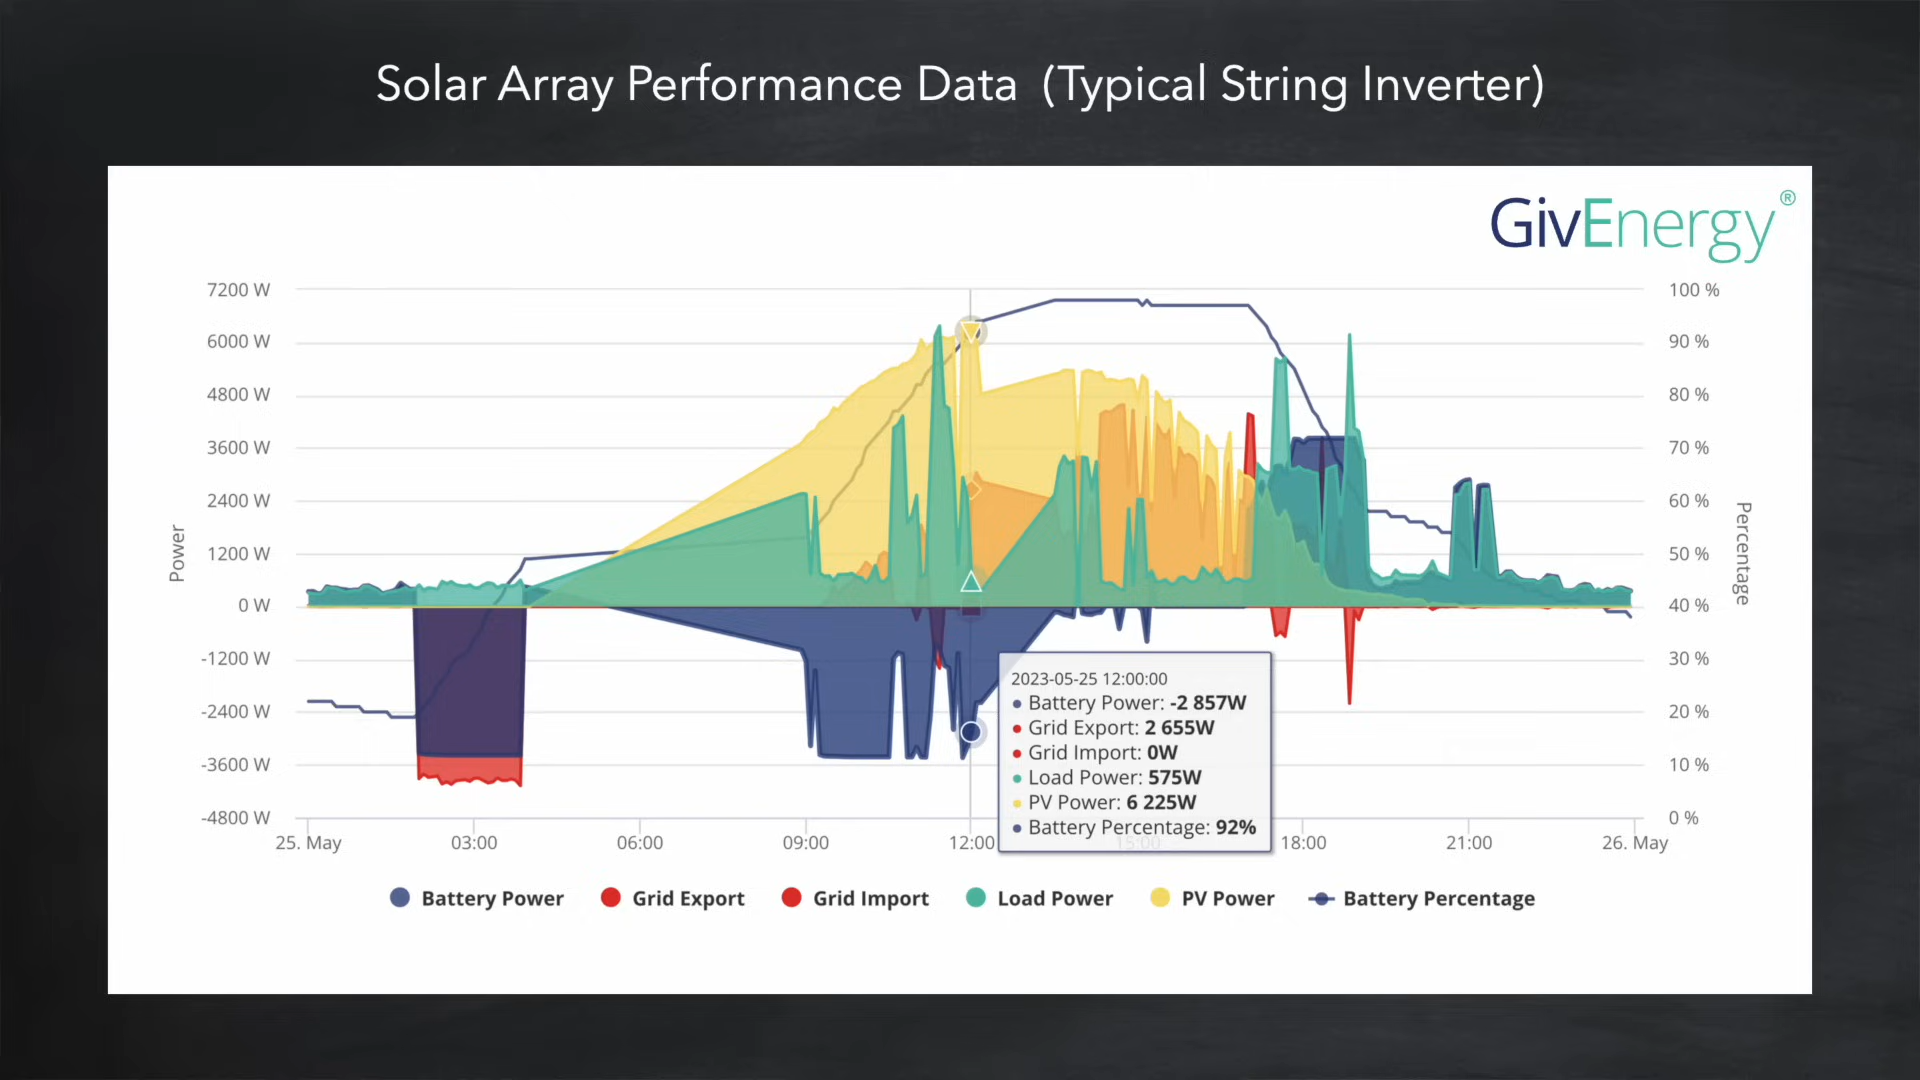 Solar Array Performance Data (Typical String Inverter)
GivEnergy®
7200 W
6000 W
4800 W
3600 W
2400 W
1200 W
0 W
-1200 W
-2400 W
-3600 W
-4800 W
Power
100 %
90 %
80 %
70 %
60 %
50 %
40 %
30 %
20 %
10 %
0 %
Percentage
2023-05-25 12:00:00
Battery Power: -2 857W
Grid Export: 2 655W
Grid Import: 0W
Load Power: 575W
PV Power: 6 225W
Battery Percentage: 92%
25. May 03:00 06:00 09:00 12:00 15:00 18:00 21:00 26. May
Battery Power Grid Export Grid Import Load Power PV Power Battery Percentage